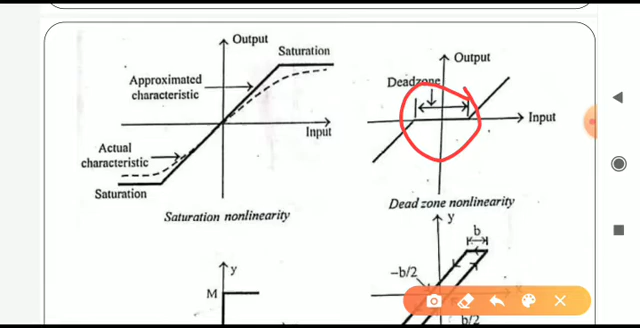 Output
Saturation
Approximated
characteristic
Input
Actual
characteristic
Saturation
Saturation nonlinearity
Output
Deadzone
Input
Dead zone nonlinearity
y
b
-b/2
b/2
y
M